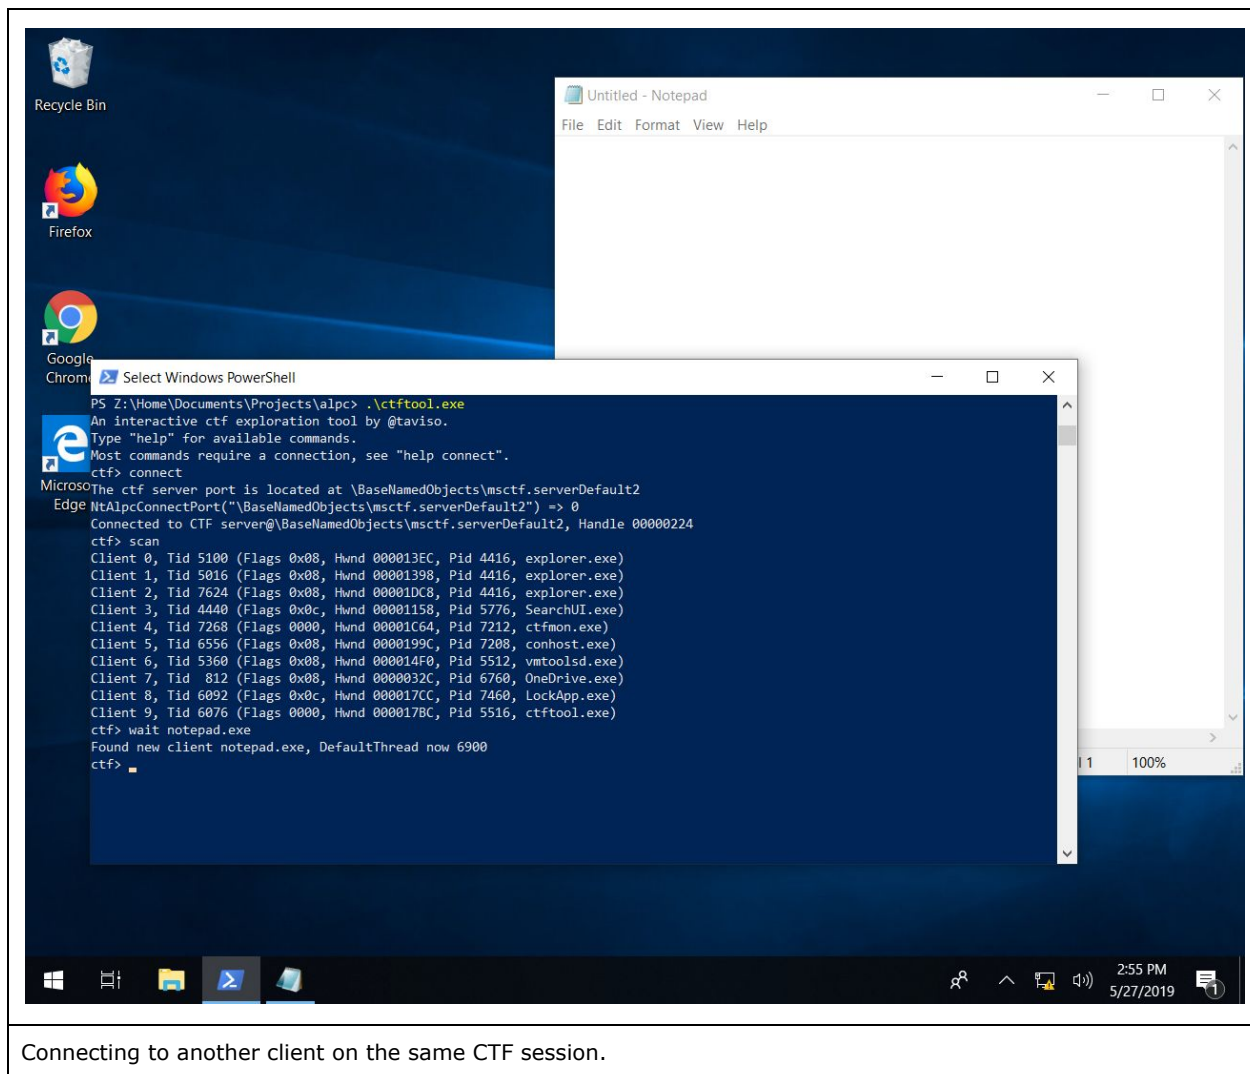 Recycle Bin
Firefox
Google
Chrom
Microso
Edge
Untitled - Notepad
File Edit Format View Help
Select Windows PowerShell
PS Z:\Home\Documents\Projects\alpc> .\ctftool.exe
An interactive ctf exploration tool by @taviso.
Type "help" for available commands.
Most commands require a connection, see "help connect".
ctf> connect
The ctf server port is located at \BaseNamedObjects\msctf.serverDefault2
NtAlpcConnectPort("\BaseNamedObjects\msctf.serverDefault2") => 0
Connected to CTF server@\BaseNamedObjects\msctf.serverDefault2, Handle 00000224
ctf> scan
Client 0, Tid 5100 (Flags 0x08, Hwnd 000013EC, Pid 4416, explorer.exe)
Client 1, Tid 5016 (Flags 0x08, Hwnd 00001398, Pid 4416, explorer.exe)
Client 2, Tid 7624 (Flags 0x08, Hwnd 00001DC8, Pid 4416, explorer.exe)
Client 3, Tid 4440 (Flags 0x0c, Hwnd 00001158, Pid 5776, SearchUI.exe)
Client 4, Tid 7268 (Flags 0000, Hwnd 00001C64, Pid 7212, ctfmon.exe)
Client 5, Tid 6556 (Flags 0x08, Hwnd 0000199C, Pid 7208, conhost.exe)
Client 6, Tid 5360 (Flags 0x08, Hwnd 000014F0, Pid 5512, vmtoolsd.exe)
Client 7, Tid  812 (Flags 0x08, Hwnd 0000032C, Pid 6760, OneDrive.exe)
Client 8, Tid 6092 (Flags 0x0c, Hwnd 000017CC, Pid 7460, LockApp.exe)
Client 9, Tid 6076 (Flags 0000, Hwnd 000017BC, Pid 5516, ctftool.exe)
ctf> wait notepad.exe
Found new client notepad.exe, DefaultThread now 6900
ctf>
l 1 100%
2:55 PM
5/27/2019
1
Connecting to another client on the same CTF session.